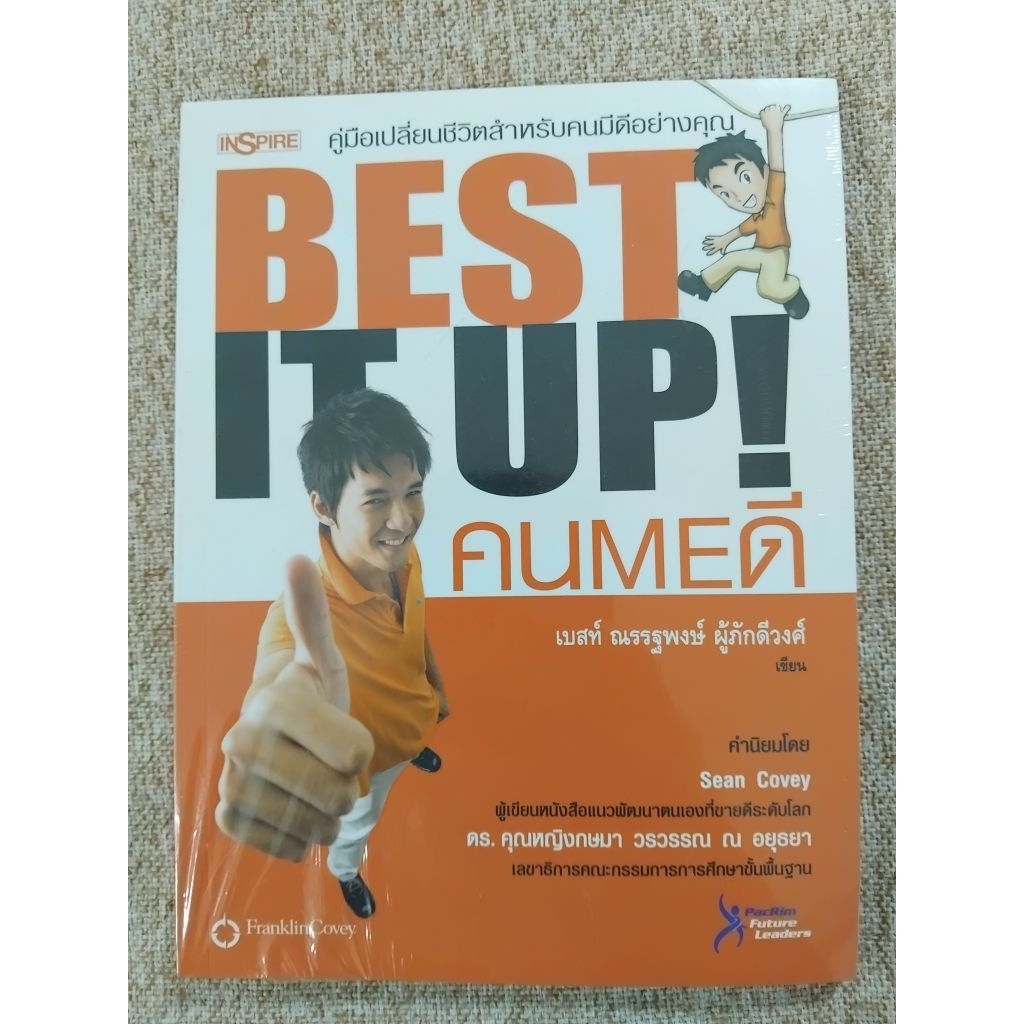 INSPIRE
คู่มือเปลี่ยนชีวิตสำหรับคนมีดีอย่างคุณ
BEST
IT UP!
คนMEดี
เบสท์ ณรรฐพงษ์ ผู้ภักดีวงศ์
เขียน
คำนิยมโดย
Sean Covey
ผู้เขียนหนังสือแนวพัฒนาตนเองที่ขายดีระดับโลก
ดร. คุณหญิงกษมา วรวรรณ ณ อยุธยา
เลขาธิการคณะกรรมการการศึกษาขั้นพื้นฐาน
FranklinCovey
PacRim
Future
Leaders